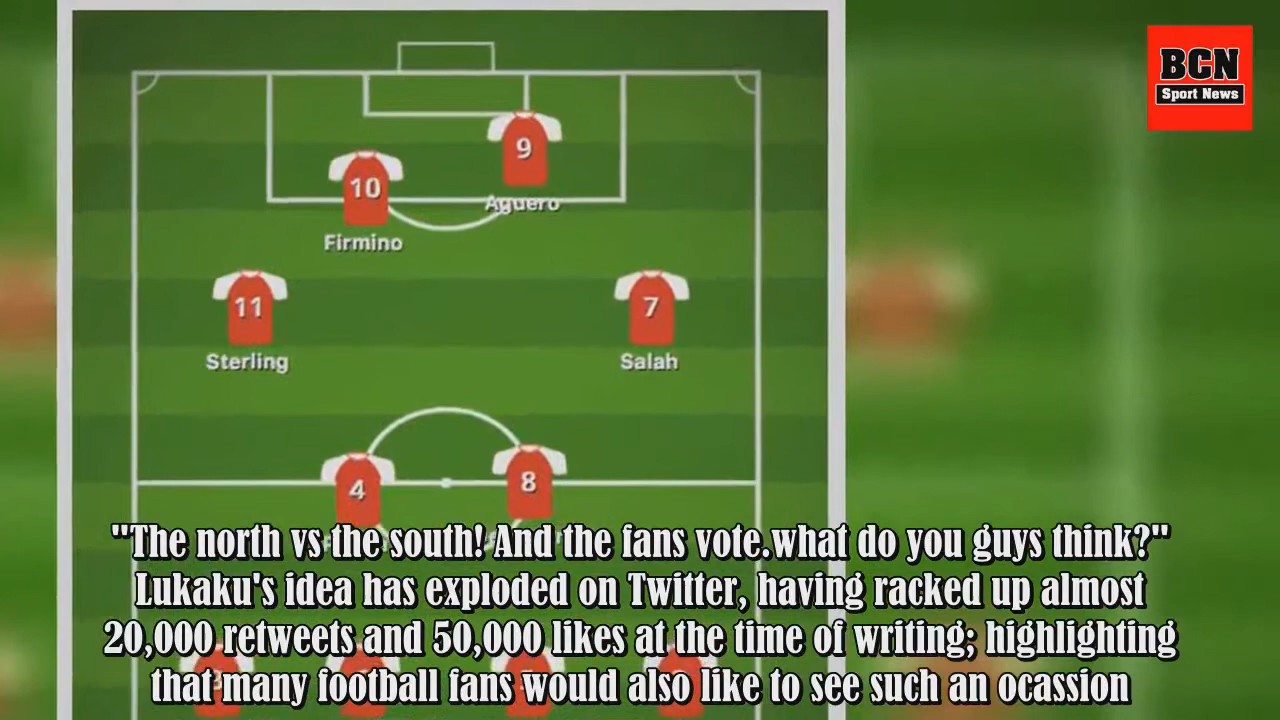 BCN
Sport News
9
10
Aguero
Firmino
11
7
Sterling
Salah
4
8
"The north vs the south! And the fans vote.what do you guys think?"
Lukaku's idea has exploded on Twitter, having racked up almost
20,000 retweets and 50,000 likes at the time of writing; highlighting
that many football fans would also like to see such an ocassion